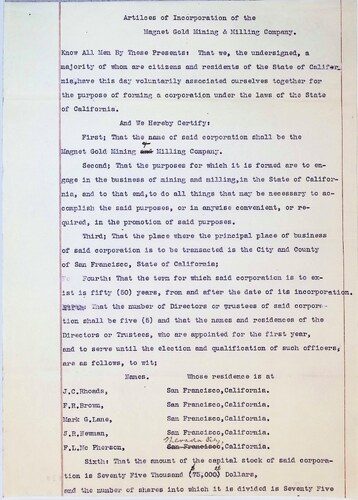 Artilces of Incorporation of the
Magnet Gold Mining & Milling Company.
Know All Men By These Presents: That we, the undersigned, a
majority of whom are citizens and residents of the State of Califor
nia,have this day voluntarily associated ourselves together for
the purpose of forming a corporation under the laws of the State
of California.
And We Hereby Certify:
First; That the name of said corporation shall be the
&
Magnet Gold Mining and Milling Company.
Second; That the purposes for which it is formed are to en-
gage in the business of mining and milling,in the State of Califor-
nia, and to that end,to do all things that may be necessary to ac-
complish the said purposes, or in anywise convenient, or re-
quired, in the promotion of said purposes.
Third; That the place where the principal place of business
of said corporation is to be transacted is the City and County
of San Francisco, State of California;
Fourth: That the term for which said corporation is to ex-
ist is fifty (50) years, from and after the date of its incorporation.
Fifth: That the number of Directors or trustees of said corpora-
tion shall be five (5) and that the names and residences of the
Directors or Trustees, who are appointed for the first year,
and to serve until the election and qualification of such officers,
are as follows, to wit;
Names. Whose residence is at
J.C.Rhoads, San Francisco,California.
F.R.Brown, San Francisco,California.
Mark G.Lane, San Francisco,California.
S.R.Newman, San Francisco,California.
Nevada City,
F.L.Mc Pherson, San Francisco,California.
Sixth: That the amount of the capital stock of said corporation
is Seventy Five Thousand ($75,000) Dollars,
and the number of shares into which it is divided is Seventy Five